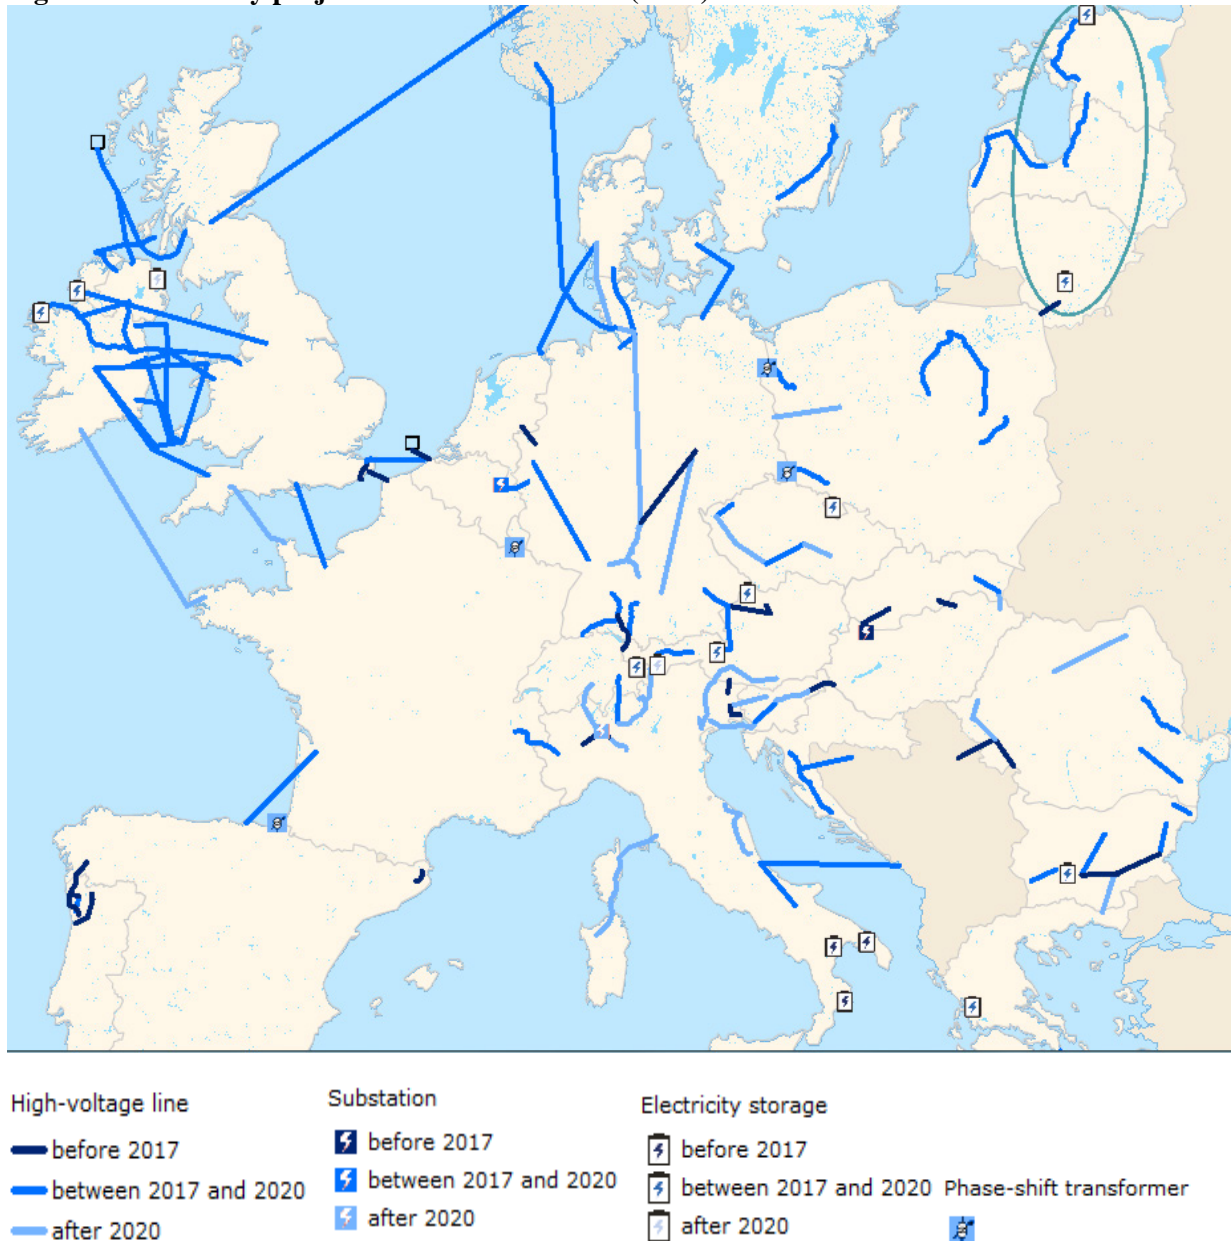 High-voltage line
before 2017
between 2017 and 2020
after 2020
Substation
before 2017
between 2017 and 2020
after 2020
Electricity storage
before 2017
between 2017 and 2020
after 2020
Phase-shift transformer